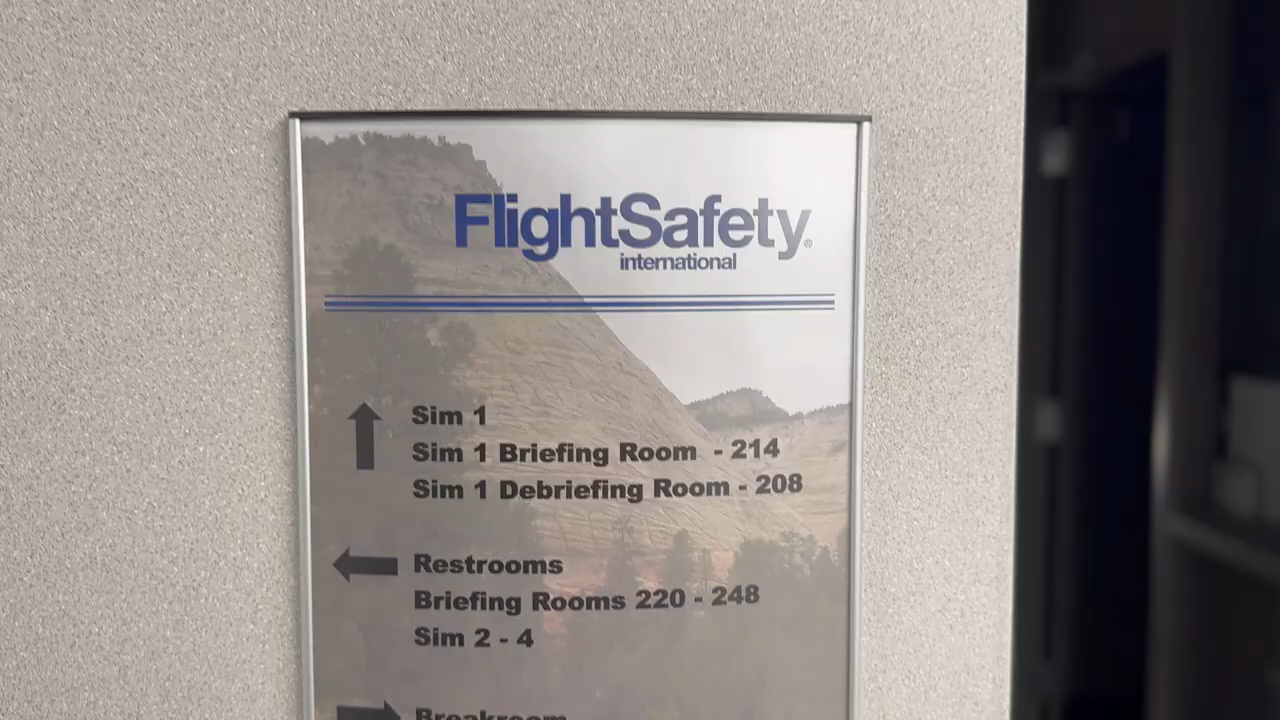 FlightSafety®
international
Sim 1
Sim 1 Briefing Room - 214
Sim 1 Debriefing Room - 208
Restrooms
Briefing Rooms 220 - 248
Sim 2 - 4
Breakroom